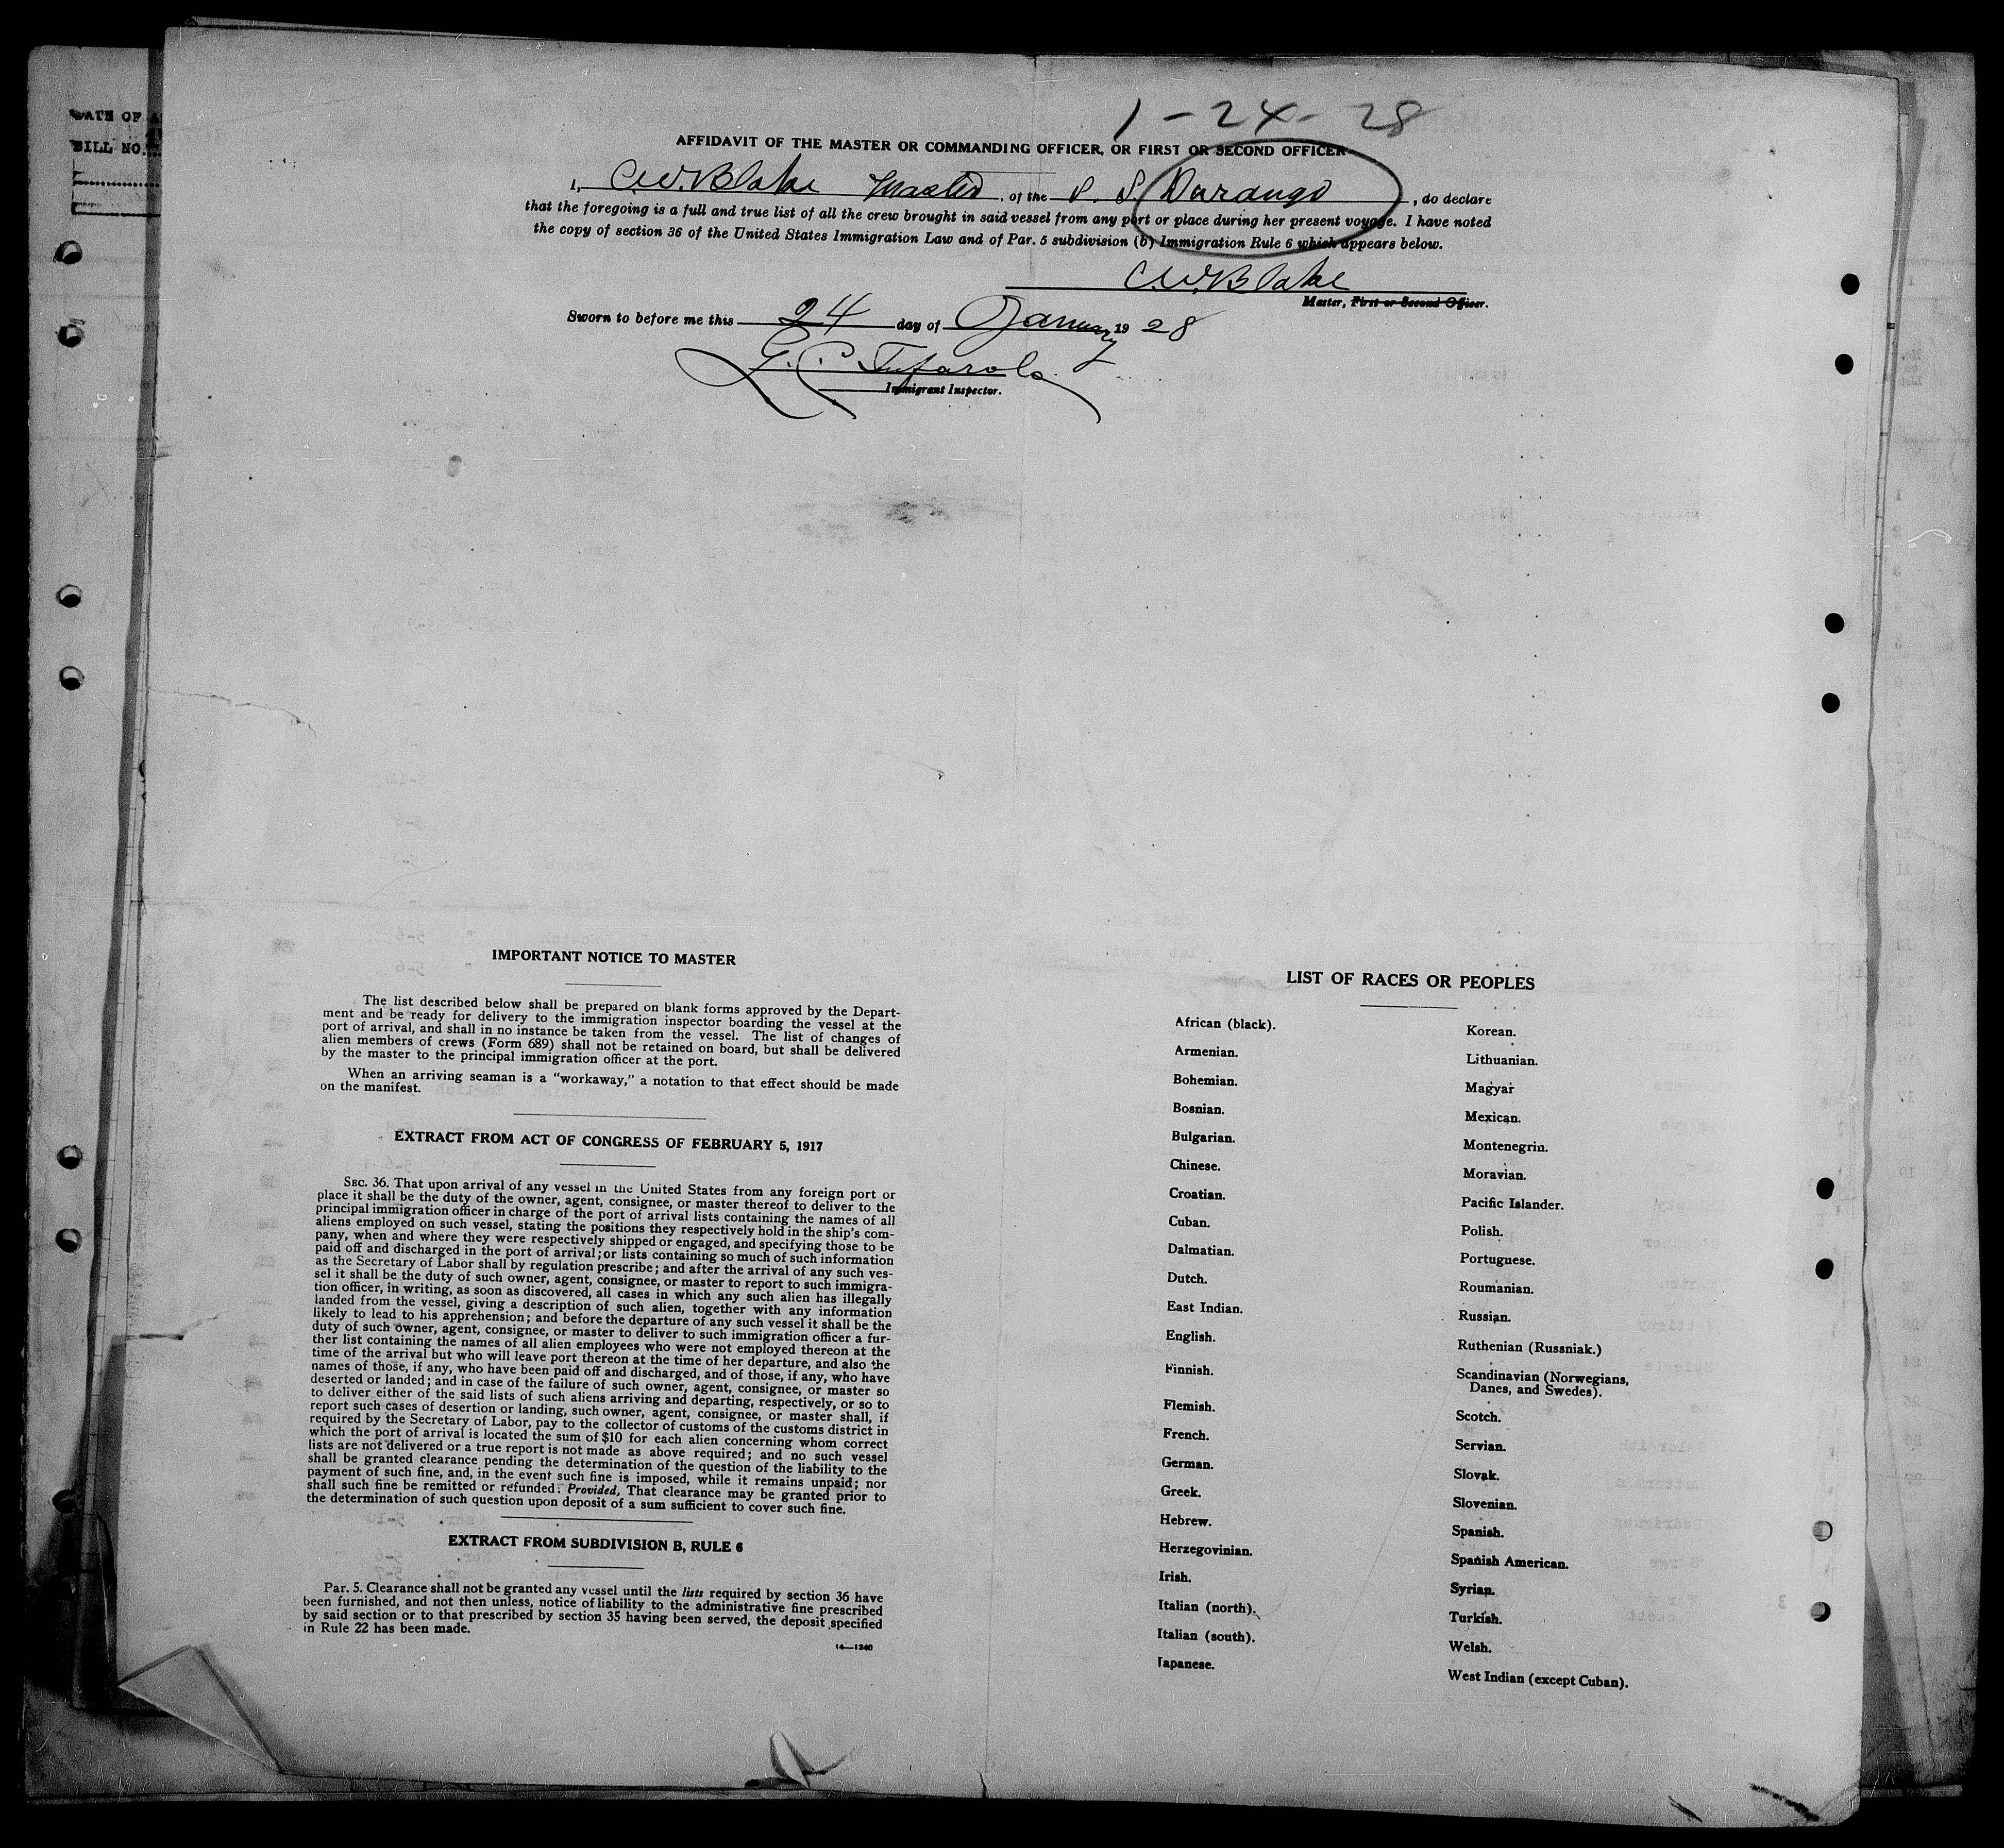 DATE OF
BILL NO.
1-24-28
AFFIDAVIT OF THE MASTER OR COMMANDING OFFICER, OR FIRST OR SECOND OFFICER
I, C.W. Blake Master, of the S. S. Durango, do declare
that the foregoing is a full and true list of all the crew brought in said vessel from any port or place during her present voyage. I have noted
the copy of section 36 of the United States Immigration Law and of Par. 5 subdivision (b) Immigration Rule 6 which appears below.
C.W. Blake
Master, First or Second Officer.
Sworn to before me this 24 day of January 19 28
Immigrant Inspector.
IMPORTANT NOTICE TO MASTER
The list described below shall be prepared on blank forms approved by the Depart-
ment and be ready for delivery to the immigration inspector boarding the vessel at the
port of arrival, and shall in no instance be taken from the vessel. The list of changes of
alien members of crews (Form 689) shall not be retained on board, but shall be delivered
by the master to the principal immigration officer at the port.
When an arriving seaman is a "workaway," a notation to that effect should be made
on the manifest.
EXTRACT FROM ACT OF CONGRESS OF FEBRUARY 5, 1917
SEC. 36. That upon arrival of any vessel in the United States from any foreign port or
place it shall be the duty of the owner, agent, consignee, or master thereof to deliver to the
principal immigration officer in charge of the port of arrival lists containing the names of all
aliens employed on such vessel, stating the positions they respectively hold in the ship's com-
pany, when and where they were respectively shipped or engaged, and specifying those to be
paid off and discharged in the port of arrival; or lists containing so much of such information
as the Secretary of Labor shall by regulation prescribe; and after the arrival of any such ves-
sel it shall be the duty of such owner, agent, consignee, or master to report to such immigra-
tion officer, in writing, as soon as discovered, all cases in which any such alien has illegally
landed from the vessel, giving a description of such alien, together with any information
likely to lead to his apprehension; and before the departure of any such vessel it shall be the
duty of such owner, agent, consignee, or master to deliver to such immigration officer a fur-
ther list containing the names of all alien employees who were not employed thereon at the
time of the arrival but who will leave port thereon at the time of her departure, and also the
names of those, if any, who have been paid off and discharged, and of those, if any, who have
deserted or landed; and in case of the failure of such owner, agent, consignee, or master so
to deliver either of the said lists of such aliens arriving and departing, respectively, or so to
report such cases of desertion or landing, such owner, agent, consignee, or master shall, if
required by the Secretary of Labor, pay to the collector of customs of the customs district in
which the port of arrival is located the sum of $10 for each alien concerning whom correct
lists are not delivered or a true report is not made as above required; and no such vessel
shall be granted clearance pending the determination of the question of the liability to the
payment of such fine, and, in the event such fine is imposed, while it remains unpaid; nor
shall such fine be remitted or refunded: Provided, That clearance may be granted prior to
the determination of such question upon deposit of a sum sufficient to cover such fine.
EXTRACT FROM SUBDIVISION B, RULE 6
Par. 5. Clearance shall not be granted any vessel until the lists required by section 36 have
been furnished, and not then unless, notice of liability to the administrative fine prescribed
by said section or to that prescribed by section 35 having been served, the deposit specified
in Rule 22 has been made.
14—1240
LIST OF RACES OR PEOPLES
African (black).
Armenian.
Bohemian.
Bosnian.
Bulgarian.
Chinese.
Croatian.
Cuban.
Dalmatian.
Dutch.
East Indian.
English.
Finnish.
Flemish.
French.
German.
Greek.
Hebrew.
Herzegovinian.
Irish.
Italian (north).
Italian (south).
Japanese.
Korean.
Lithuanian.
Magyar
Mexican.
Montenegrin.
Moravian.
Pacific Islander.
Polish.
Portuguese.
Roumanian.
Russian.
Ruthenian (Russniak.)
Scandinavian (Norwegians,
Danes, and Swedes).
Scotch.
Servian.
Slovak.
Slovenian.
Spanish.
Spanish American.
Syrian.
Turkish.
Welsh.
West Indian (except Cuban).